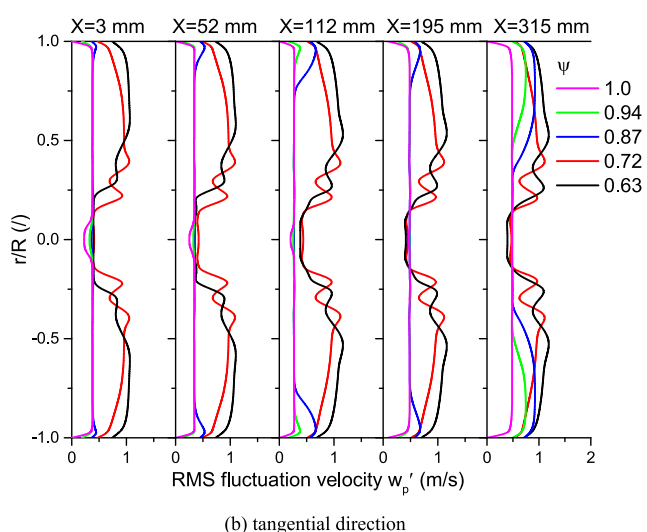 X=3 mm X=52 mm X=112 mm X=195 mm X=315 mm
1.0
0.5
0.0
-0.5
-1.0
r/R (/)
ψ
1.0
0.94
0.87
0.72
0.63
0 1 0 1 0 1 0 1 0 1 2
RMS fluctuation velocity wp′ (m/s)
(b) tangential direction